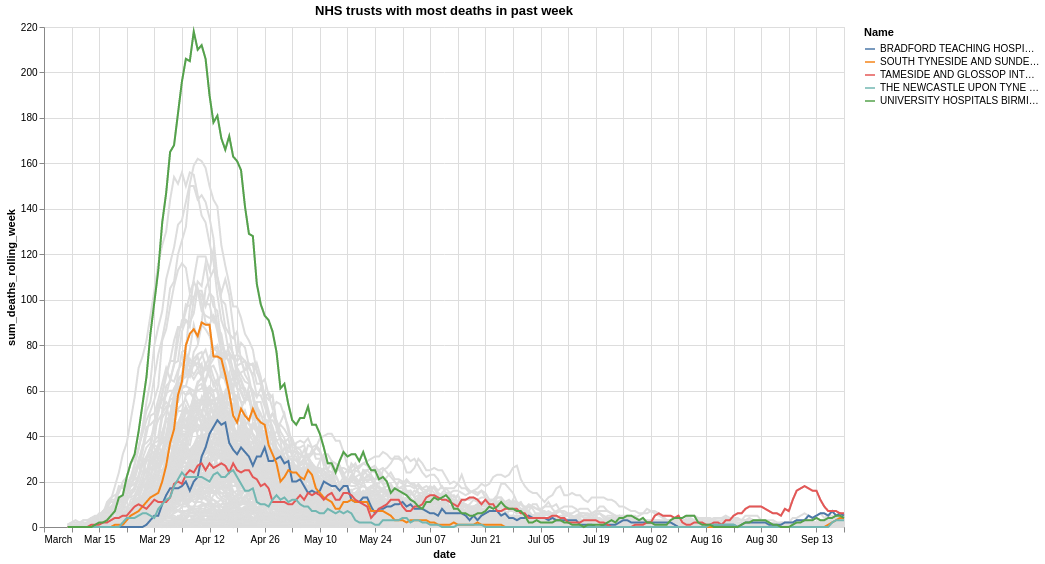 NHS trusts with most deaths in past week
220
200
180
160
140
120
100
80
60
40
20
0
sum_deaths_rolling_week
March Mar 15 Mar 29 Apr 12 Apr 26 May 10 May 24 Jun 07 Jun 21 Jul 05 Jul 19 Aug 02 Aug 16 Aug 30 Sep 13
date
Name
BRADFORD TEACHING HOSPI…
SOUTH TYNESIDE AND SUNDE…
TAMESIDE AND GLOSSOP INT…
THE NEWCASTLE UPON TYNE …
UNIVERSITY HOSPITALS BIRMI…